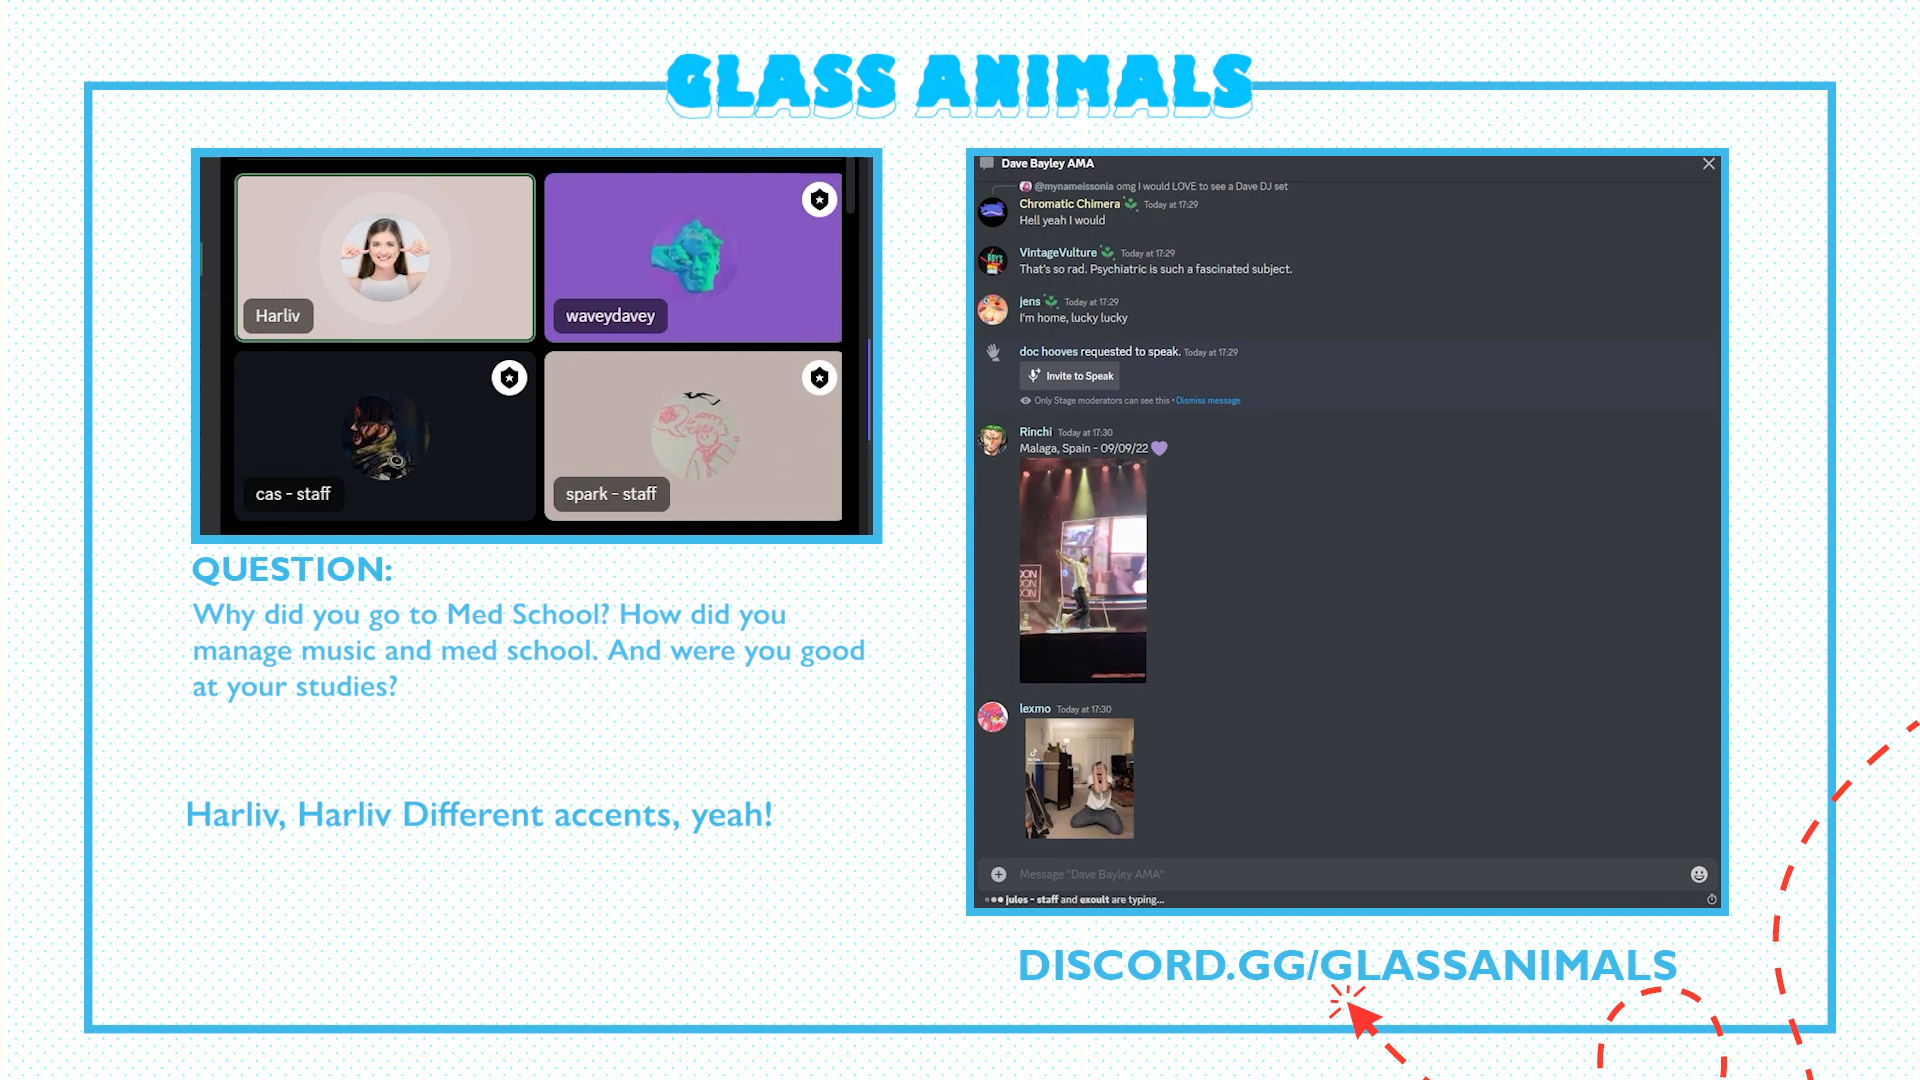 GLASS ANIMALS
Harliv
waveydavey
cas - staff
spark - staff
QUESTION:
Why did you go to Med School? How did you
manage music and med school. And were you good
at your studies?
Harliv, Harliv Different accents, yeah!
Dave Bayley AMA
@mynameissonia omg I would LOVE to see a Dave DJ set
Chromatic Chimera Today at 17:29
Hell yeah I would
VintageVulture Today at 17:29
That's so rad. Psychiatric is such a fascinated subject.
jens Today at 17:29
I'm home, lucky lucky
doc hooves requested to speak. Today at 17:29
Invite to Speak
Only Stage moderators can see this • Dismiss message
Rinchi Today at 17:30
Malaga, Spain - 09/09/22
lexmo Today at 17:30
Message "Dave Bayley AMA"
jules - staff and exoult are typing...
DISCORD.GG/GLASSANIMALS